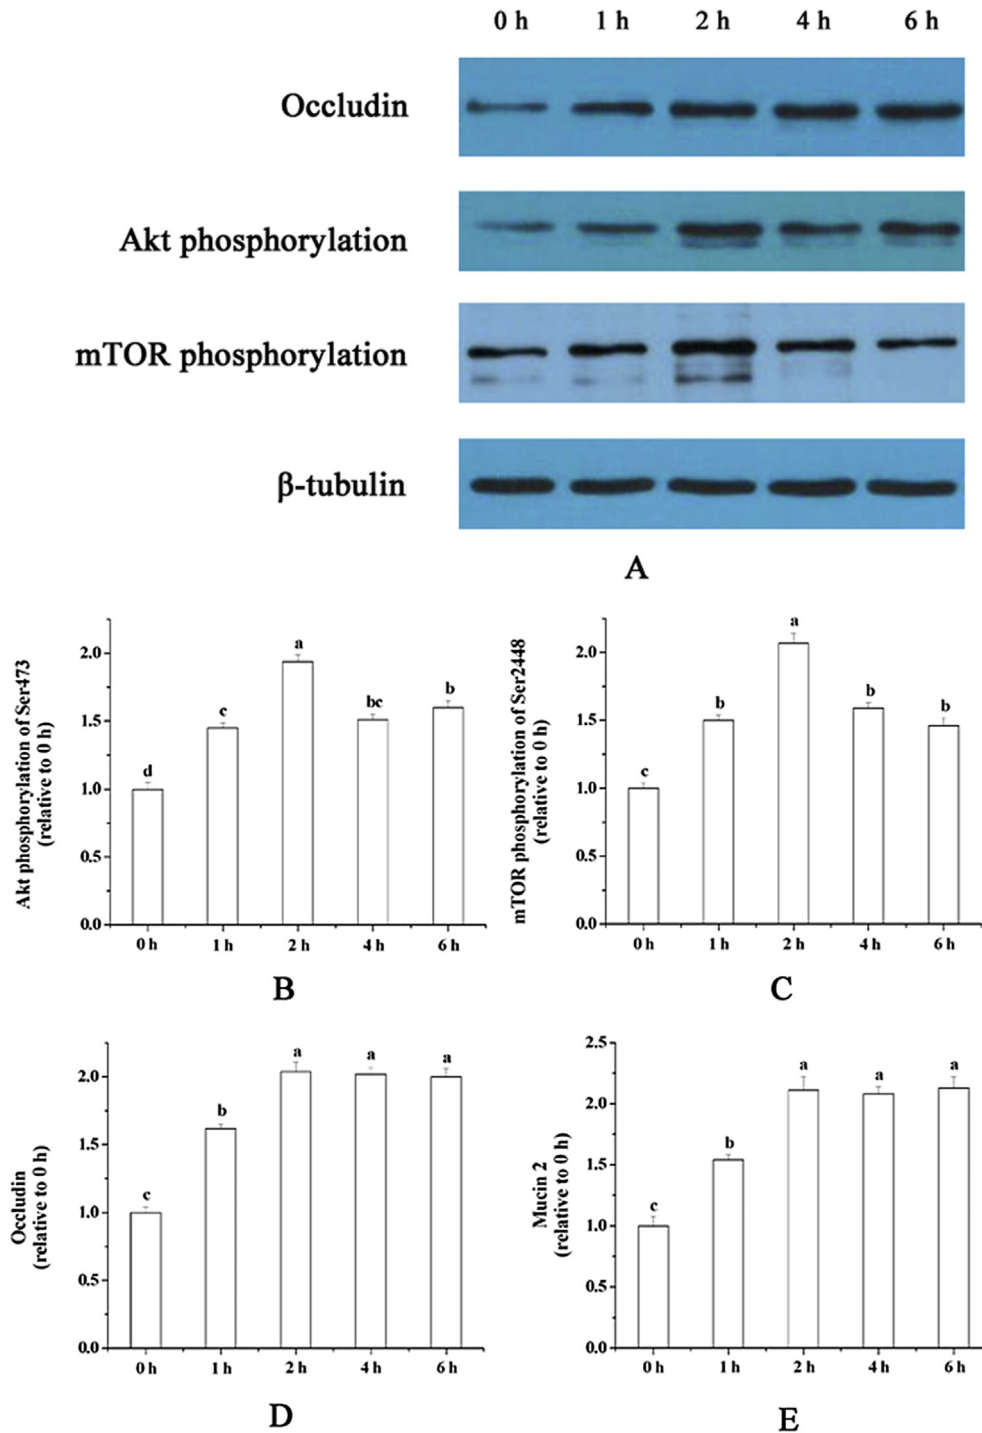 0 h 1 h 2 h 4 h 6 h
Occludin
Akt phosphorylation
mTOR phosphorylation
β-tubulin
A
Akt phosphorylation of Ser473
(relative to 0 h)
2.0
1.5
1.0
0.5
0.0
d
c
a
bc
b
0 h 1 h 2 h 4 h 6 h
B
mTOR phosphorylation of Ser2448
(relative to 0 h)
2.0
1.5
1.0
0.5
0.0
c
b
a
b
b
0 h 1 h 2 h 4 h 6 h
C
Occludin
(relative to 0 h)
2.0
1.5
1.0
0.5
0.0
c
b
a
a
a
0 h 1 h 2 h 4 h 6 h
D
Mucin 2
(relative to 0 h)
2.5
2.0
1.5
1.0
0.5
0.0
c
b
a
a
a
0 h 1 h 2 h 4 h 6 h
E